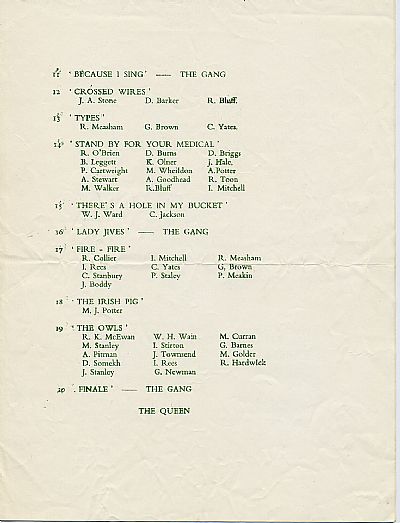 11 'BECAUSE I SING' — THE GANG
12 'CROSSED WIRES'
J. A. Stone D. Barker R. Bluff.
13 'TYPES'
R. Measham G. Brown C. Yates.
14 'STAND BY FOR YOUR MEDICAL'
R. O'Brien D. Burns D. Briggs
B. Leggett K. Olner J. Hale.
P. Cartwright M. Wheildon A.Potter
A. Stewart A. Goodhead R. Toon
M. Walker R.Bluff I. Mitchell
15 'THERE'S A HOLE IN MY BUCKET'
W. J. Ward C. Jackson
16 'LADY JIVES' — THE GANG
17 'FIRE - FIRE'
R. Collier I. Mitchell R. Measham
I. Rees C. Yates G. Brown
C. Stanbury P. Staley P. Meakin
J. Boddy
18 'THE IRISH PIG'
M. J. Potter
19 'THE OWLS'
R. K. McEwan W. H. Wain M. Curran
M. Stanley I. Stirton G. Barnes
A. Pitman J. Townsend M. Golder
D. Somekh I. Rees R. Hardwick
J. Stanley G. Newman
20 . FINALE' — THE GANG
THE QUEEN